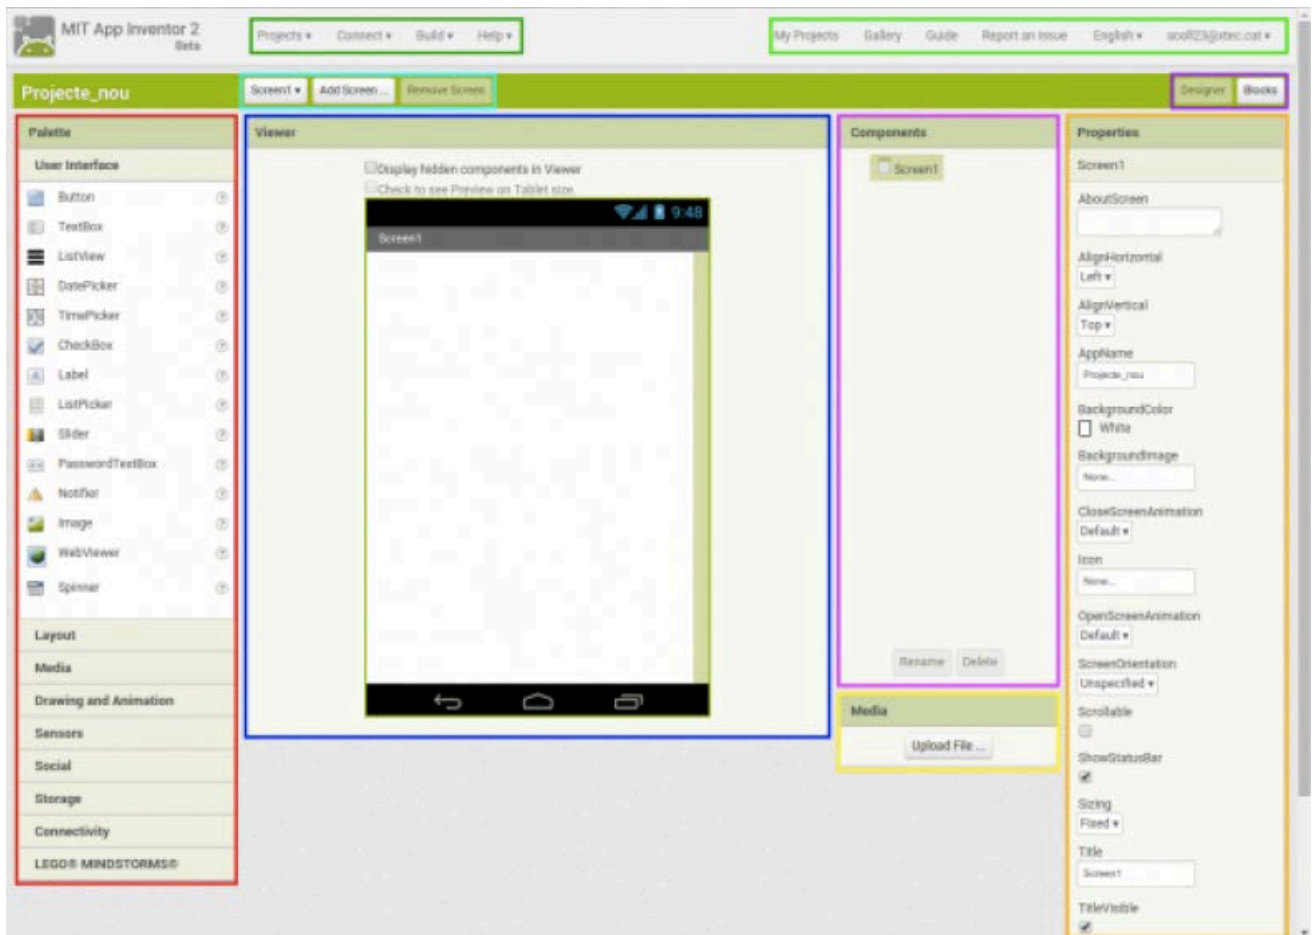 MIT App Inventor 2
Beta
Projects Connect Build Help
My Projects Gallery Guide Report an Issue English acoll23@xtec.cat
Projecte_nou
Screen1 Add Screen ... Remove Screen
Designer Blocks
Palette
User Interface
Button
TextBox
ListView
DatePicker
TimePicker
CheckBox
Label
ListPicker
Slider
PasswordTextBox
Notifier
Image
WebViewer
Spinner
Layout
Media
Drawing and Animation
Sensors
Social
Storage
Connectivity
LEGO® MINDSTORMS®
Viewer
Display hidden components in Viewer
Check to see Preview on Tablet size.
9:48
Screen1
Components
Screen1
Rename Delete
Media
Upload File ...
Properties
Screen1
AboutScreen
AlignHorizontal
Left
AlignVertical
Top
AppName
Projecte_nou
BackgroundColor
White
BackgroundImage
None...
CloseScreenAnimation
Default
Icon
None...
OpenScreenAnimation
Default
ScreenOrientation
Unspecified
Scrollable
ShowStatusBar
Sizing
Fixed
Title
Screen1
TitleVisible